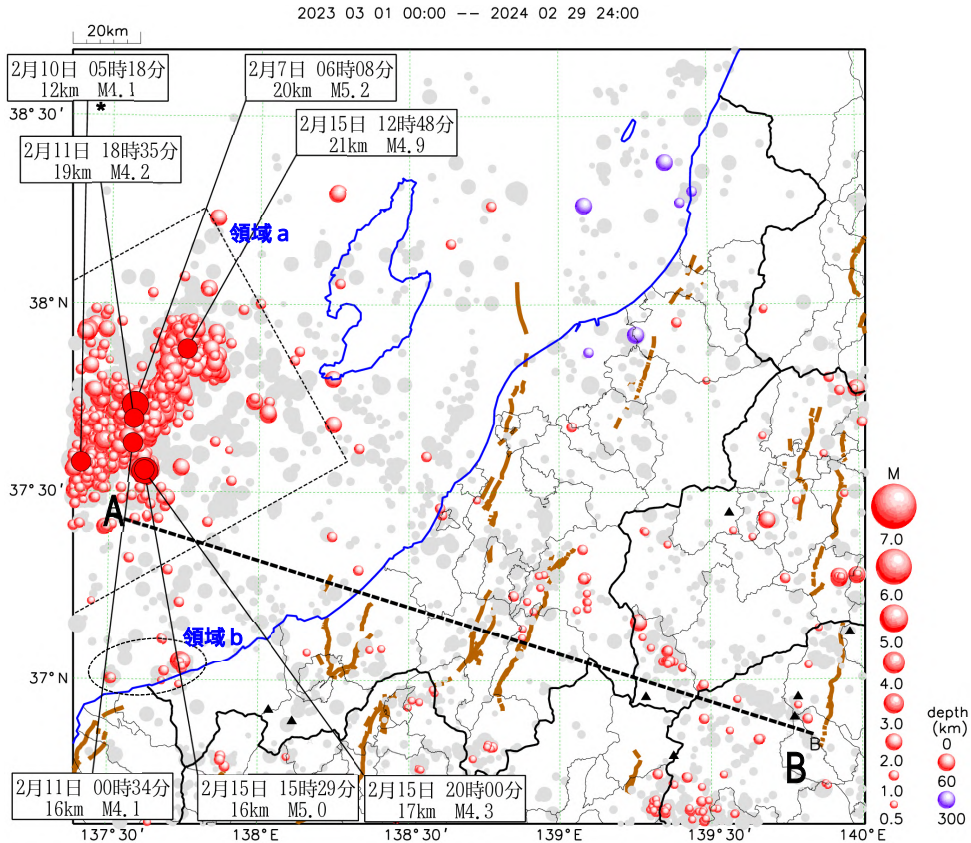 2023 03 01 00:00 -- 2024 02 29 24:00
20km
2月10日 05時18分
12km M4.1
2月7日 06時08分
20km M5.2
*
38°30′
2月15日 12時48分
21km M4.9
2月11日 18時35分
19km M4.2
領域a
38°N
37°30′
A
領域b
37°N
B
B
2月11日 00時34分
16km M4.1
2月15日 15時29分
16km M5.0
2月15日 20時00分
17km M4.3
137°30′
138°E
138°30′
139°E
139°30′
140°E
M
7.0
6.0
5.0
4.0
3.0
2.0
1.0
0.5
depth
(km)
0
60
300